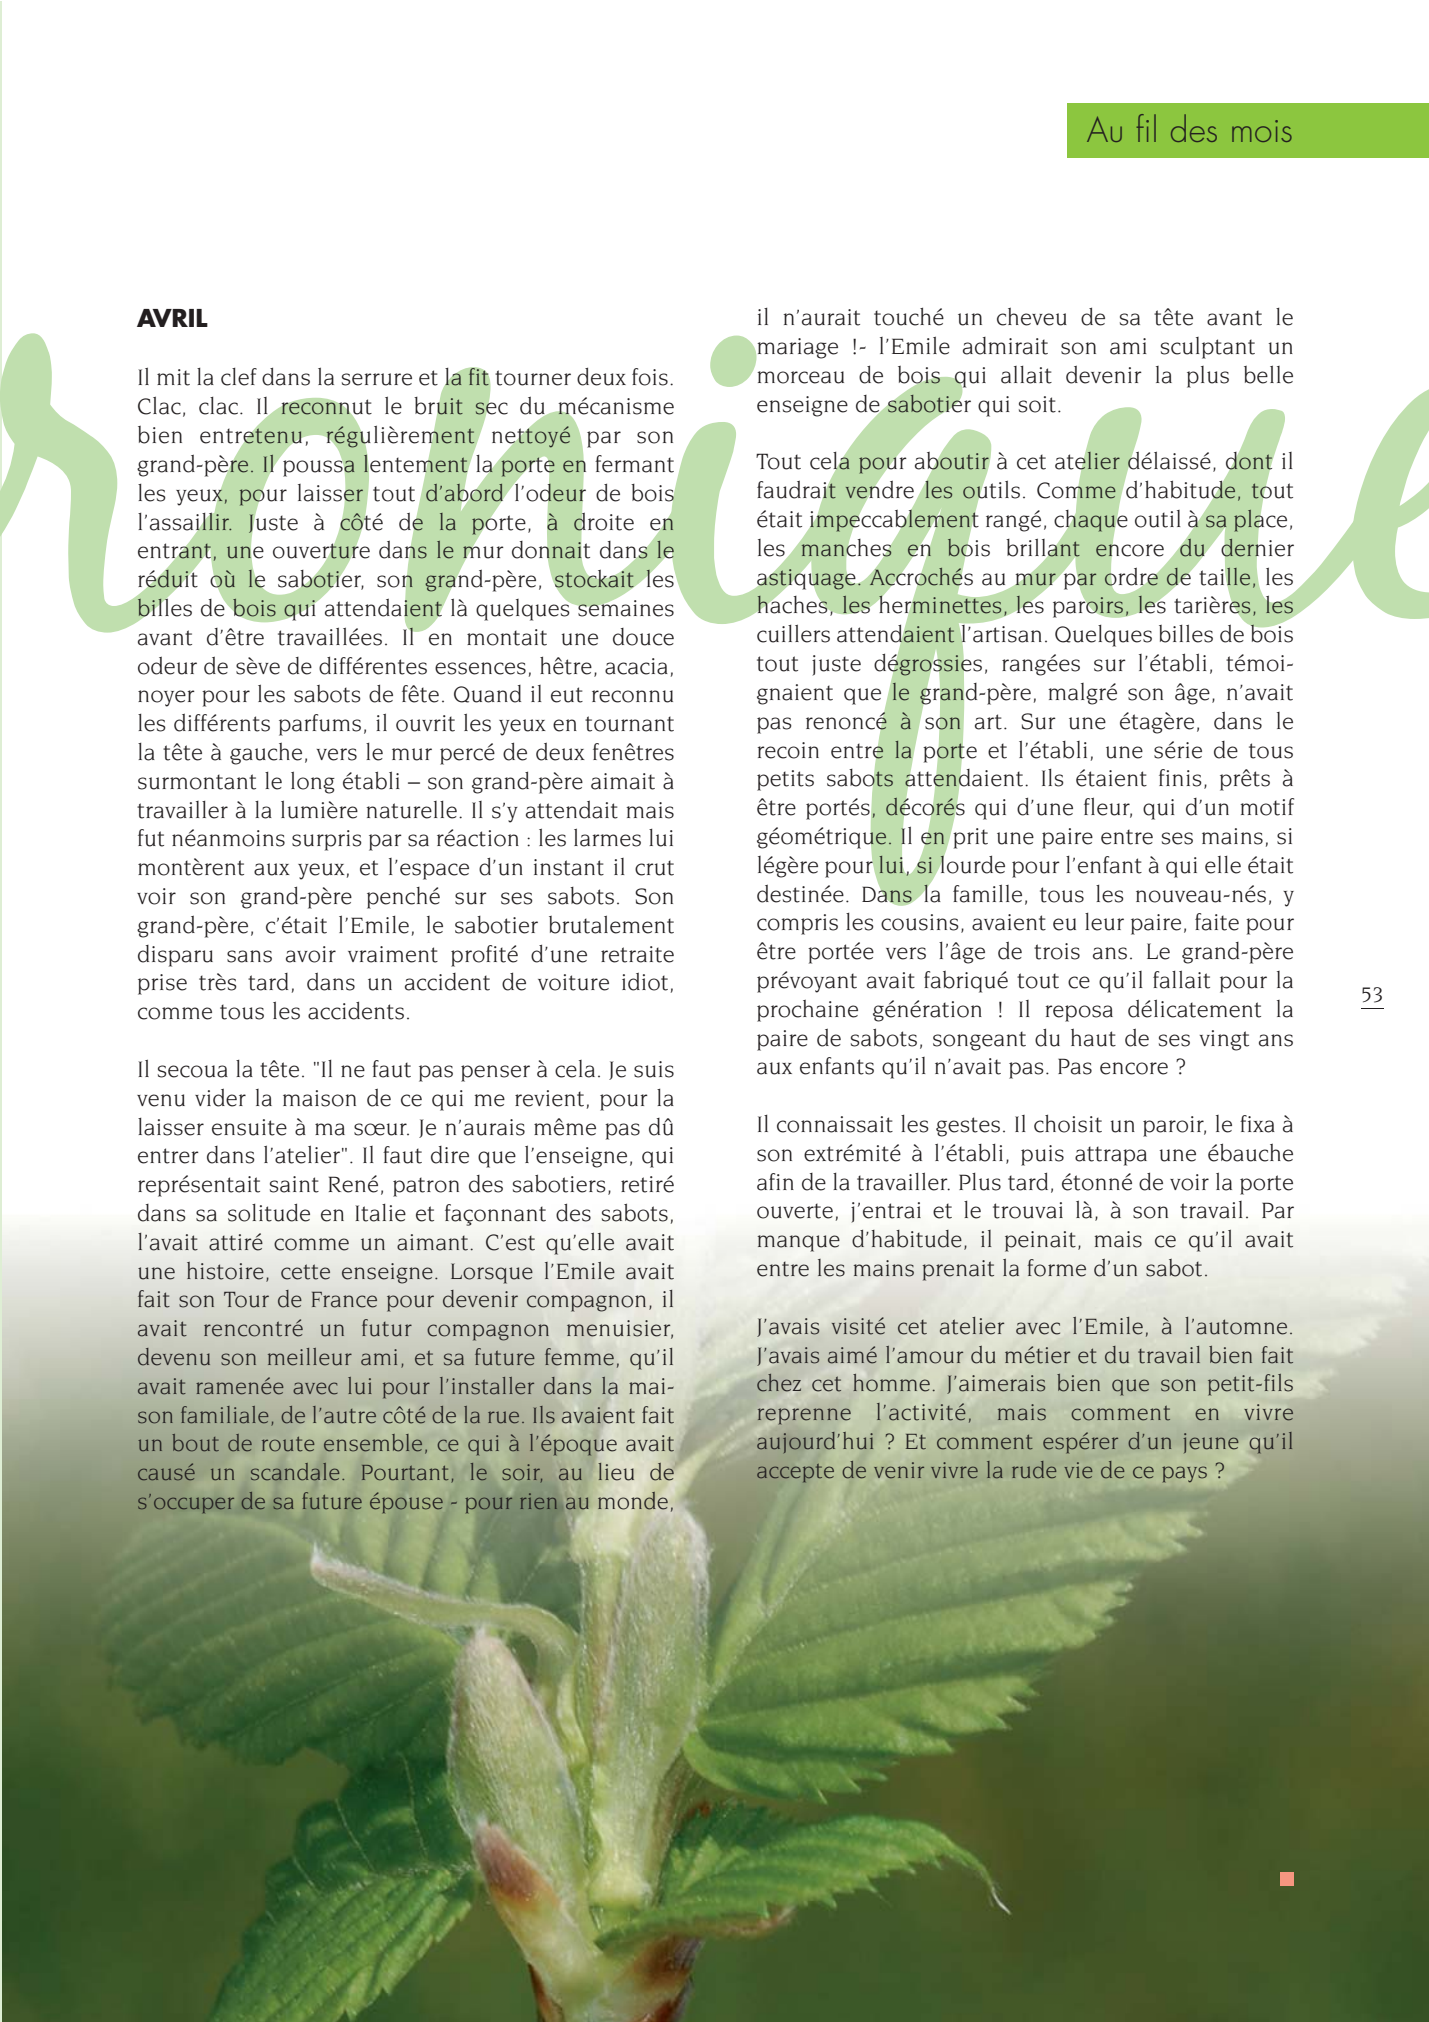 Au fil des mois
ronique
AVRIL
Il mit la clef dans la serrure et la fit tourner deux fois.
Clac, clac. Il reconnut le bruit sec du mécanisme
bien entretenu, régulièrement nettoyé par son
grand-père. Il poussa lentement la porte en fermant
les yeux, pour laisser tout d'abord l'odeur de bois
l'assaillir. Juste à côté de la porte, à droite en
entrant, une ouverture dans le mur donnait dans le
réduit où le sabotier, son grand-père, stockait les
billes de bois qui attendaient là quelques semaines
avant d'être travaillées. Il en montait une douce
odeur de sève de différentes essences, hêtre, acacia,
noyer pour les sabots de fête. Quand il eut reconnu
les différents parfums, il ouvrit les yeux en tournant
la tête à gauche, vers le mur percé de deux fenêtres
surmontant le long établi – son grand-père aimait à
travailler à la lumière naturelle. Il s'y attendait mais
fut néanmoins surpris par sa réaction : les larmes lui
montèrent aux yeux, et l'espace d'un instant il crut
voir son grand-père penché sur ses sabots. Son
grand-père, c'était l'Emile, le sabotier brutalement
disparu sans avoir vraiment profité d'une retraite
prise très tard, dans un accident de voiture idiot,
comme tous les accidents.
Il secoua la tête. "Il ne faut pas penser à cela. Je suis
venu vider la maison de ce qui me revient, pour la
laisser ensuite à ma sœur. Je n'aurais même pas dû
entrer dans l'atelier". Il faut dire que l'enseigne, qui
représentait saint René, patron des sabotiers, retiré
dans sa solitude en Italie et façonnant des sabots,
l'avait attiré comme un aimant. C'est qu'elle avait
une histoire, cette enseigne. Lorsque l'Emile avait
fait son Tour de France pour devenir compagnon, il
avait rencontré un futur compagnon menuisier,
devenu son meilleur ami, et sa future femme, qu'il
avait ramenée avec lui pour l'installer dans la mai-
son familiale, de l'autre côté de la rue. Ils avaient fait
un bout de route ensemble, ce qui à l'époque avait
causé un scandale. Pourtant, le soir, au lieu de
s'occuper de sa future épouse - pour rien au monde,
il n'aurait touché un cheveu de sa tête avant le
mariage !- l'Emile admirait son ami sculptant un
morceau de bois qui allait devenir la plus belle
enseigne de sabotier qui soit.
Tout cela pour aboutir à cet atelier délaissé, dont il
faudrait vendre les outils. Comme d'habitude, tout
était impeccablement rangé, chaque outil à sa place,
les manches en bois brillant encore du dernier
astiquage. Accrochés au mur par ordre de taille, les
haches, les herminettes, les paroirs, les tarières, les
cuillers attendaient l'artisan. Quelques billes de bois
tout juste dégrossies, rangées sur l'établi, témoi-
gnaient que le grand-père, malgré son âge, n'avait
pas renoncé à son art. Sur une étagère, dans le
recoin entre la porte et l'établi, une série de tous
petits sabots attendaient. Ils étaient finis, prêts à
être portés, décorés qui d'une fleur, qui d'un motif
géométrique. Il en prit une paire entre ses mains, si
légère pour lui, si lourde pour l'enfant à qui elle était
destinée. Dans la famille, tous les nouveau-nés, y
compris les cousins, avaient eu leur paire, faite pour
être portée vers l'âge de trois ans. Le grand-père
prévoyant avait fabriqué tout ce qu'il fallait pour la
prochaine génération ! Il reposa délicatement la
paire de sabots, songeant du haut de ses vingt ans
aux enfants qu'il n'avait pas. Pas encore ?
Il connaissait les gestes. Il choisit un paroir, le fixa à
son extrémité à l'établi, puis attrapa une ébauche
afin de la travailler. Plus tard, étonné de voir la porte
ouverte, j'entrai et le trouvai là, à son travail. Par
manque d'habitude, il peinait, mais ce qu'il avait
entre les mains prenait la forme d'un sabot.
J'avais visité cet atelier avec l'Emile, à l'automne.
J'avais aimé l'amour du métier et du travail bien fait
chez cet homme. J'aimerais bien que son petit-fils
reprenne l'activité, mais comment en vivre
aujourd'hui ? Et comment espérer d'un jeune qu'il
accepte de venir vivre la rude vie de ce pays ?
53